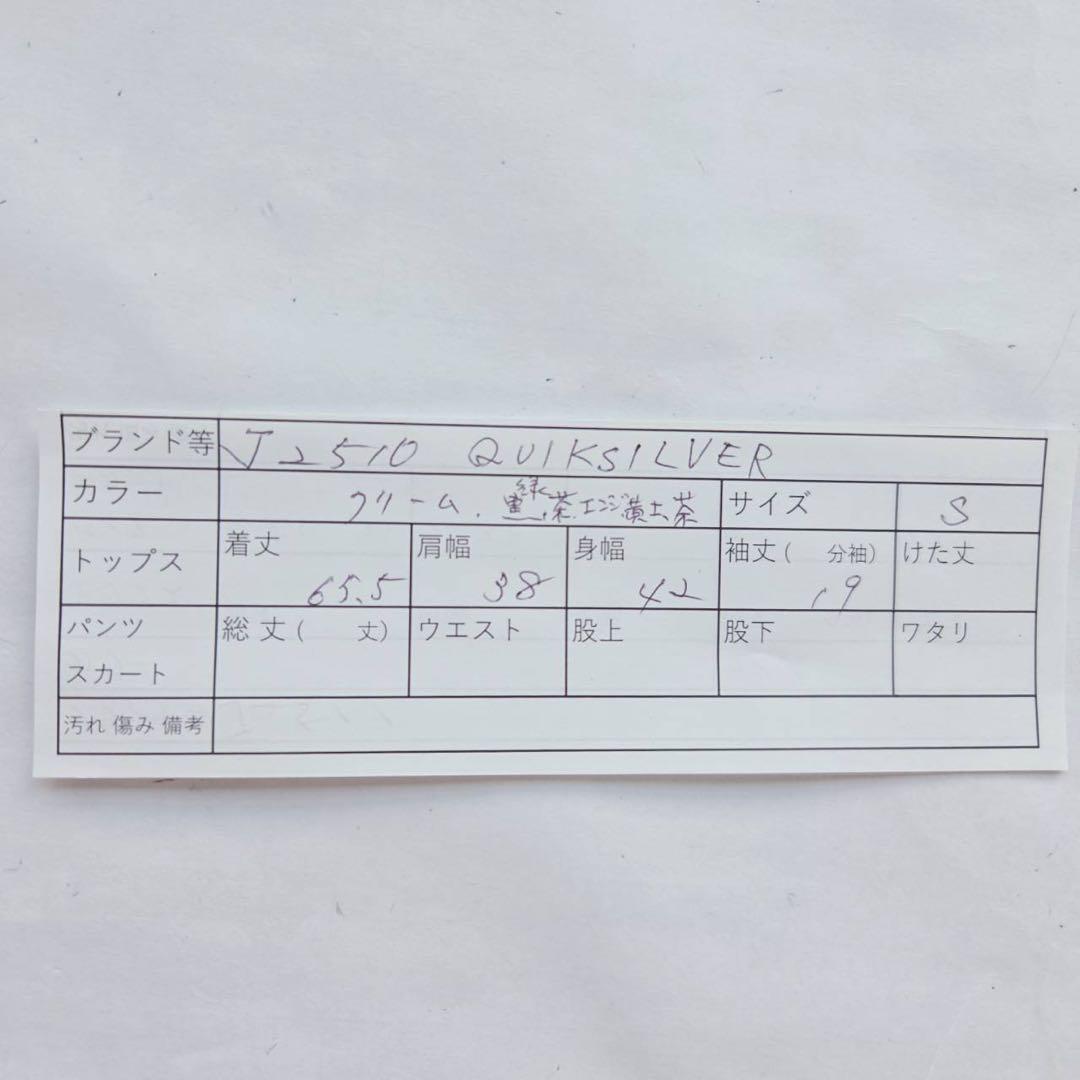 ブランド等 J2510 QUIKSILVER
カラー クリーム.黒,緑,茶.エンジ黄土茶 サイズ S
トップス 着丈 65.5 肩幅 38 身幅 42 袖丈( 分袖) 19 けた丈
パンツ スカート 総丈( 丈) ウエスト 股上 股下 ワタリ
汚れ 傷み 備考